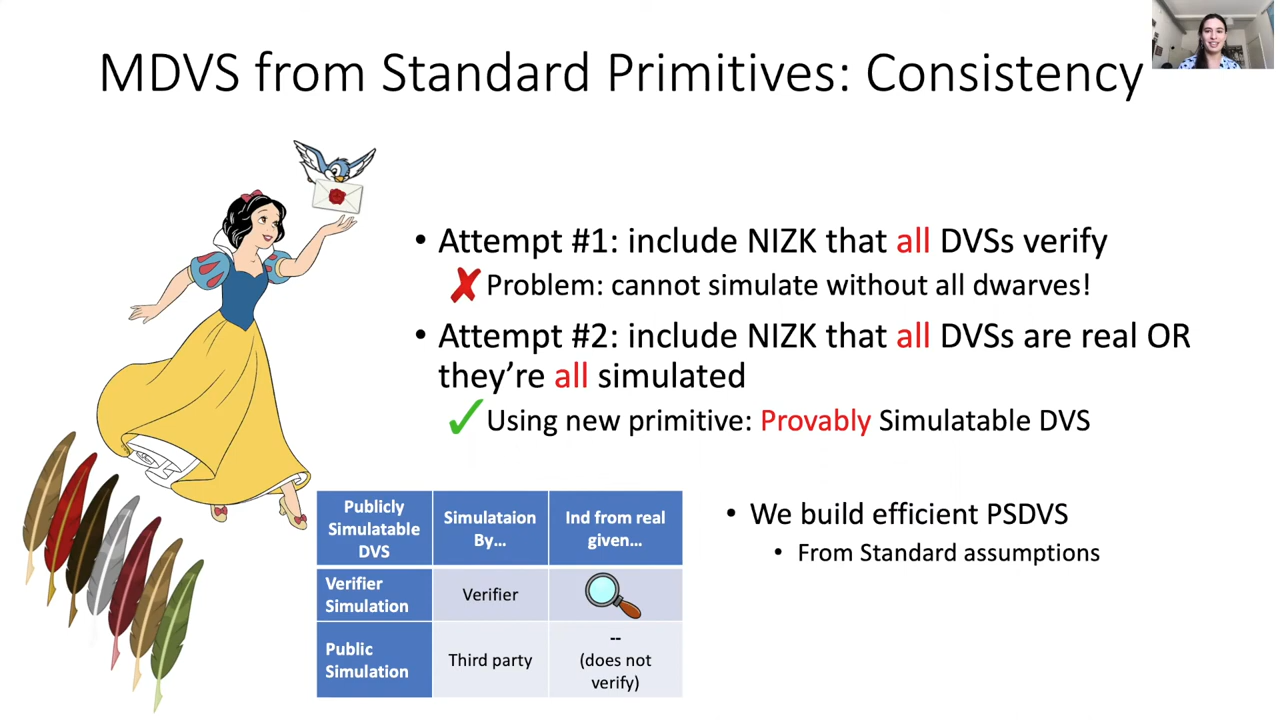 MDVS from Standard Primitives: Consistency
• Attempt #1: include NIZK that all DVSs verify
✗ Problem: cannot simulate without all dwarves!
• Attempt #2: include NIZK that all DVSs are real OR
they're all simulated
✓ Using new primitive: Provably Simulatable DVS
Publicly
Simulatable
DVS
Simulataion
By...
Ind from real
given...
Verifier
Simulation
Verifier
Public
Simulation
Third party
--
(does not
verify)
• We build efficient PSDVS
• From Standard assumptions